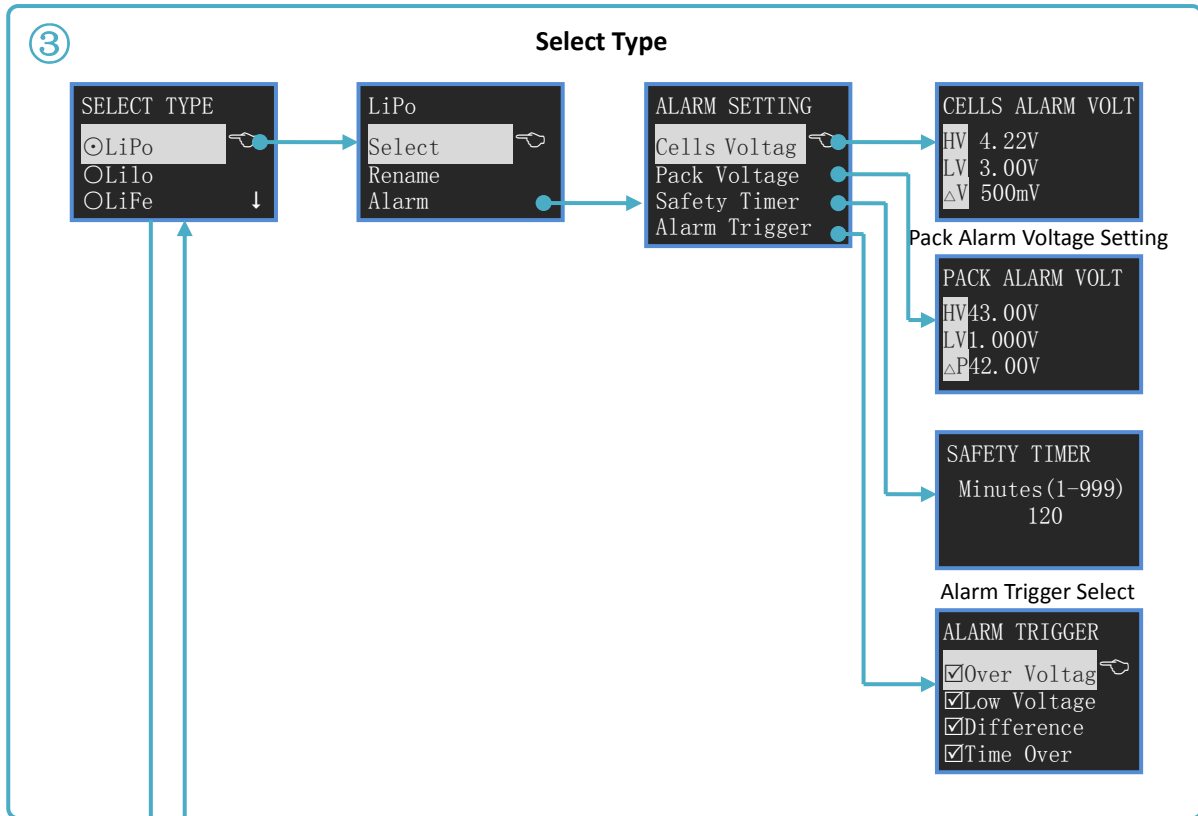 ③
Select Type
SELECT TYPE
⊙LiPo
○LiIo
○LiFe ↓
LiPo
Select
Rename
Alarm
ALARM SETTING
Cells Voltag
Pack Voltage
Safety Timer
Alarm Trigger
CELLS ALARM VOLT
HV 4.22V
LV 3.00V
△V 500mV
Pack Alarm Voltage Setting
PACK ALARM VOLT
HV43.00V
LV1.000V
△P42.00V
SAFETY TIMER
Minutes(1-999)
120
Alarm Trigger Select
ALARM TRIGGER
☑Over Voltag
☑Low Voltage
☑Difference
☑Time Over